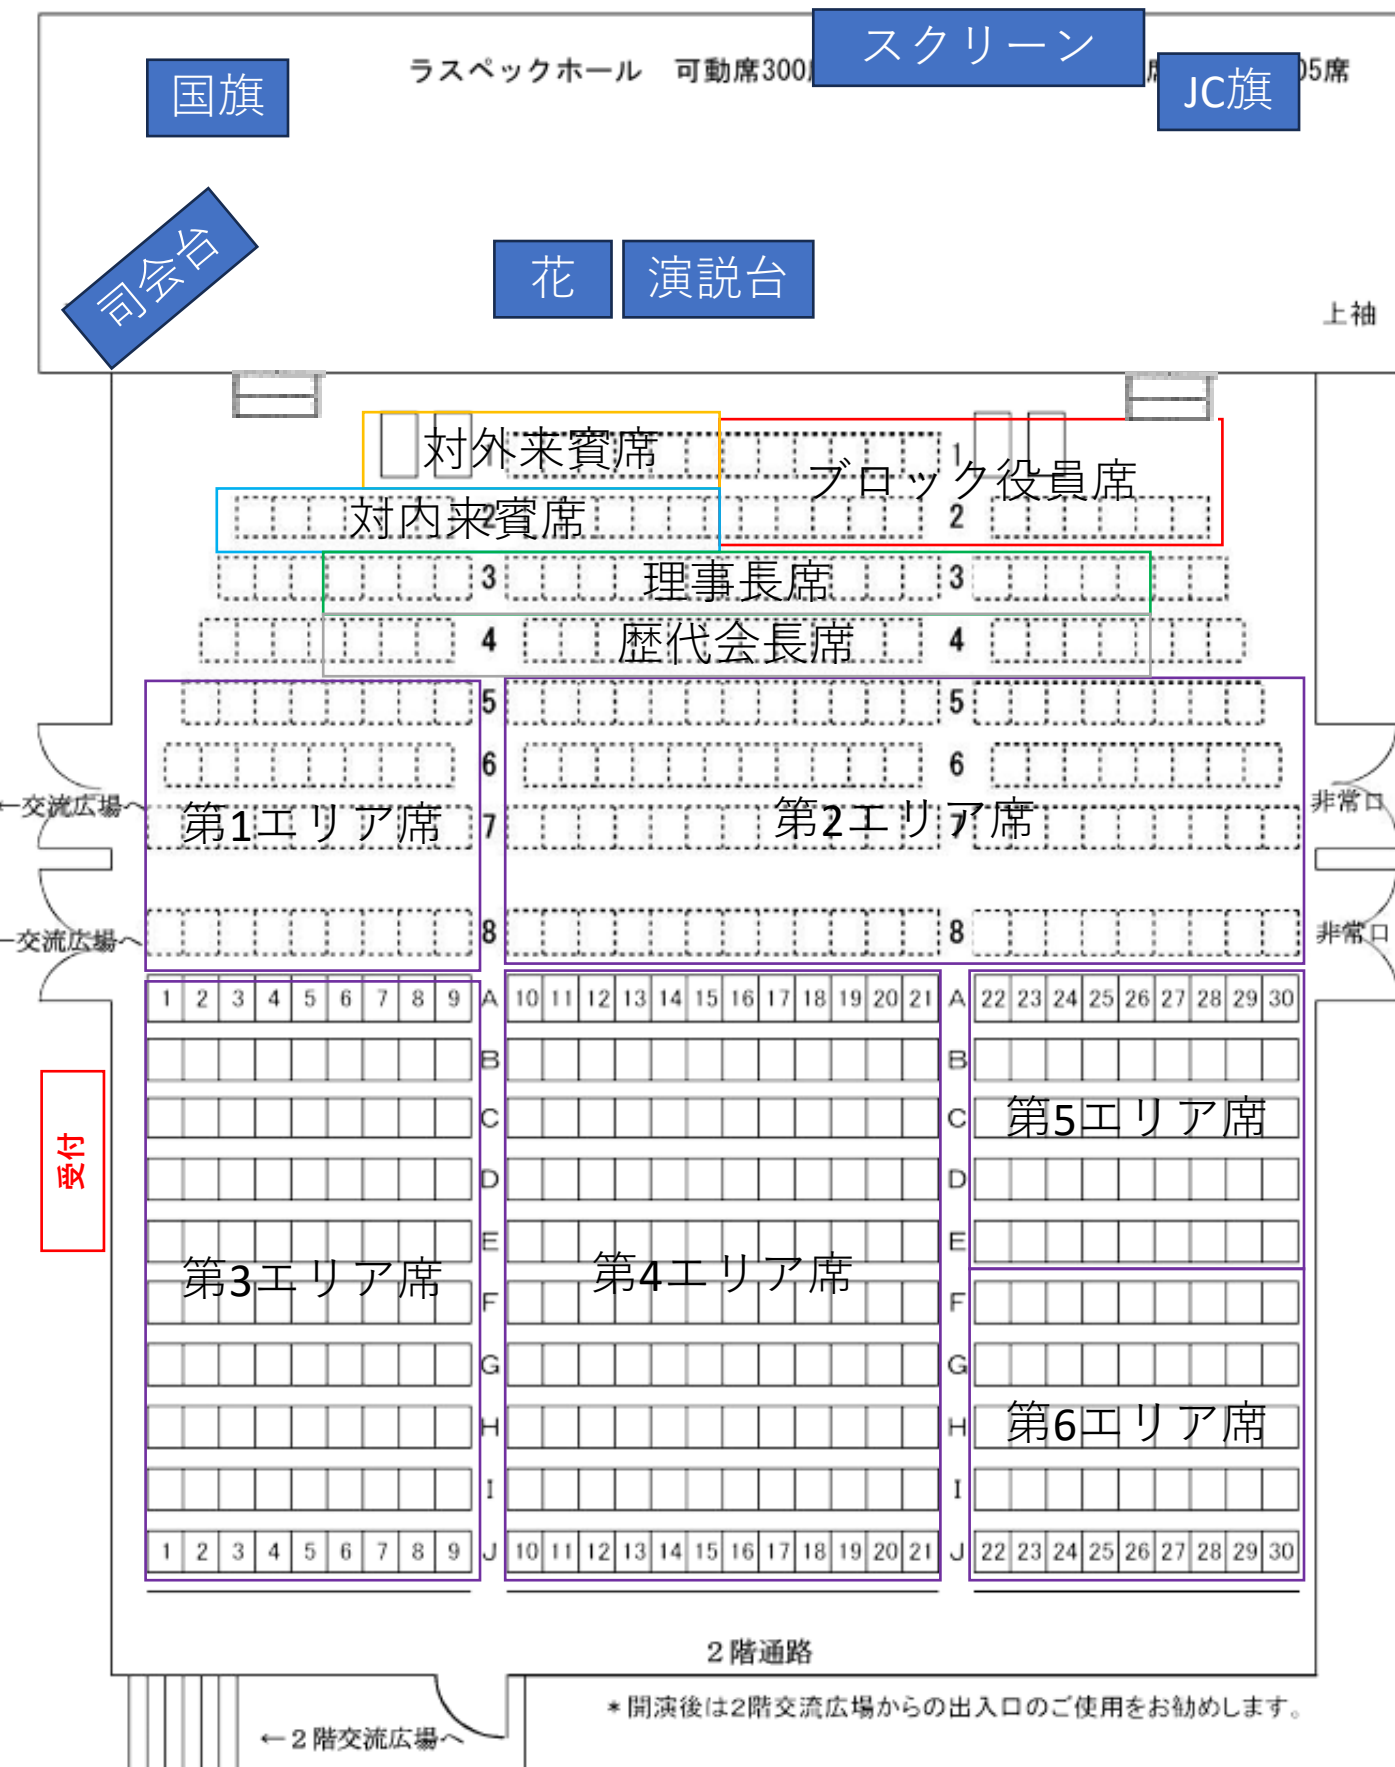 スクリーン
ラスペックホール 可動席300
05席
国旗
JC旗
司会台
花
演説台
上袖
対外来賓席
1
ブロック役員席
対内来賓席
2
2
3
理事長席
3
4
歴代会長席
4
5
5
6
6
←交流広場へ
第1エリア席
7
第2エリア席
7
非常口
←交流広場へ
8
8
非常口
1 2 3 4 5 6 7 8 9 A 10 11 12 13 14 15 16 17 18 19 20 21 A 22 23 24 25 26 27 28 29 30
B
B
C
C
第5エリア席
受付
D
D
E
E
第3エリア席
第4エリア席
F
F
G
G
H
H
第6エリア席
I
I
1 2 3 4 5 6 7 8 9 J 10 11 12 13 14 15 16 17 18 19 20 21 J 22 23 24 25 26 27 28 29 30
2階通路
*開演後は2階交流広場からの出入口のご使用をお勧めします。
←2階交流広場へ